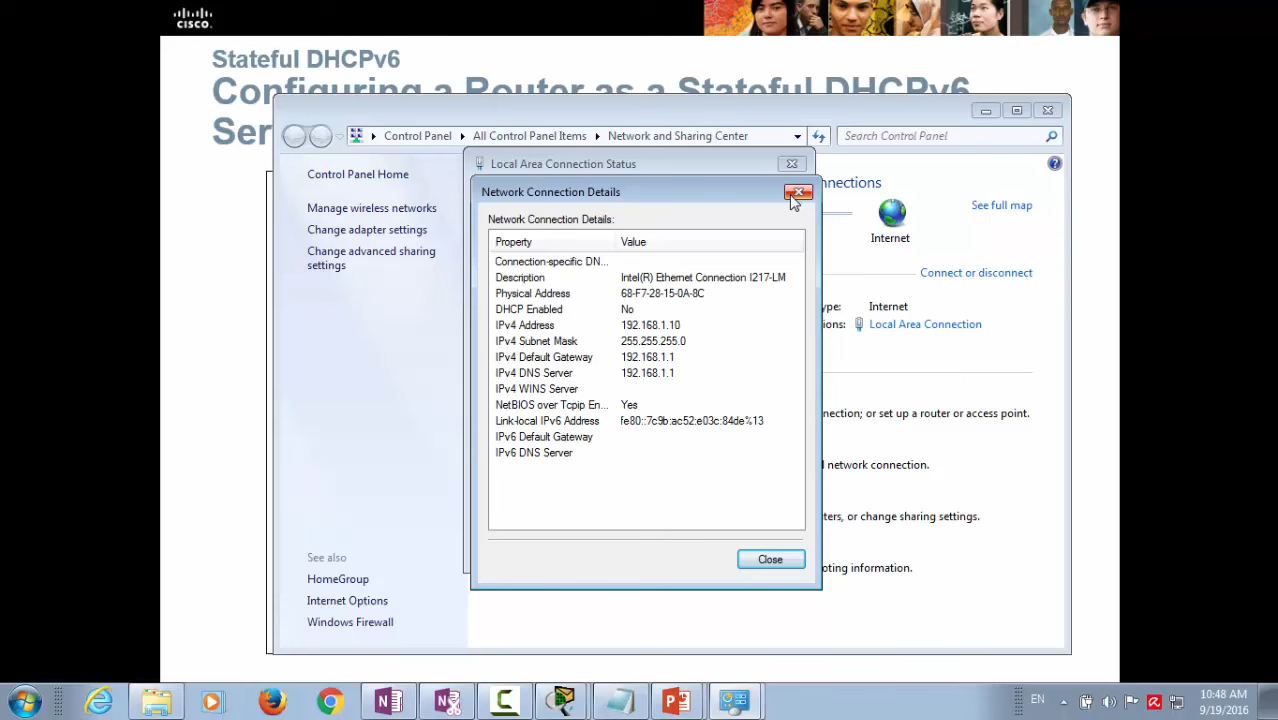 CISCO.
Stateful DHCPv6
Configuring a Router as a Stateful DHCPv6
Ser
Control Panel
All Control Panel Items
Network and Sharing Center
Search Control Panel
Control Panel Home
Manage wireless networks
Change adapter settings
Change advanced sharing
settings
See also
HomeGroup
Internet Options
Windows Firewall
Local Area Connection Status
Network Connection Details
Network Connection Details:
Property Value
Connection-specific DN...
Description Intel(R) Ethernet Connection I217-LM
Physical Address 68-F7-28-15-0A-8C
DHCP Enabled No
IPv4 Address 192.168.1.10
IPv4 Subnet Mask 255.255.255.0
IPv4 Default Gateway 192.168.1.1
IPv4 DNS Server 192.168.1.1
IPv4 WINS Server
NetBIOS over Tcpip En... Yes
Link-local IPv6 Address fe80::7c9b:ac52:e03c:84de%13
IPv6 Default Gateway
IPv6 DNS Server
Close
nnections
See full map
Internet
Connect or disconnect
ype: Internet
ons: Local Area Connection
nection; or set up a router or access point.
l network connection.
ters, or change sharing settings.
oting information.
EN
10:48 AM
9/19/2016